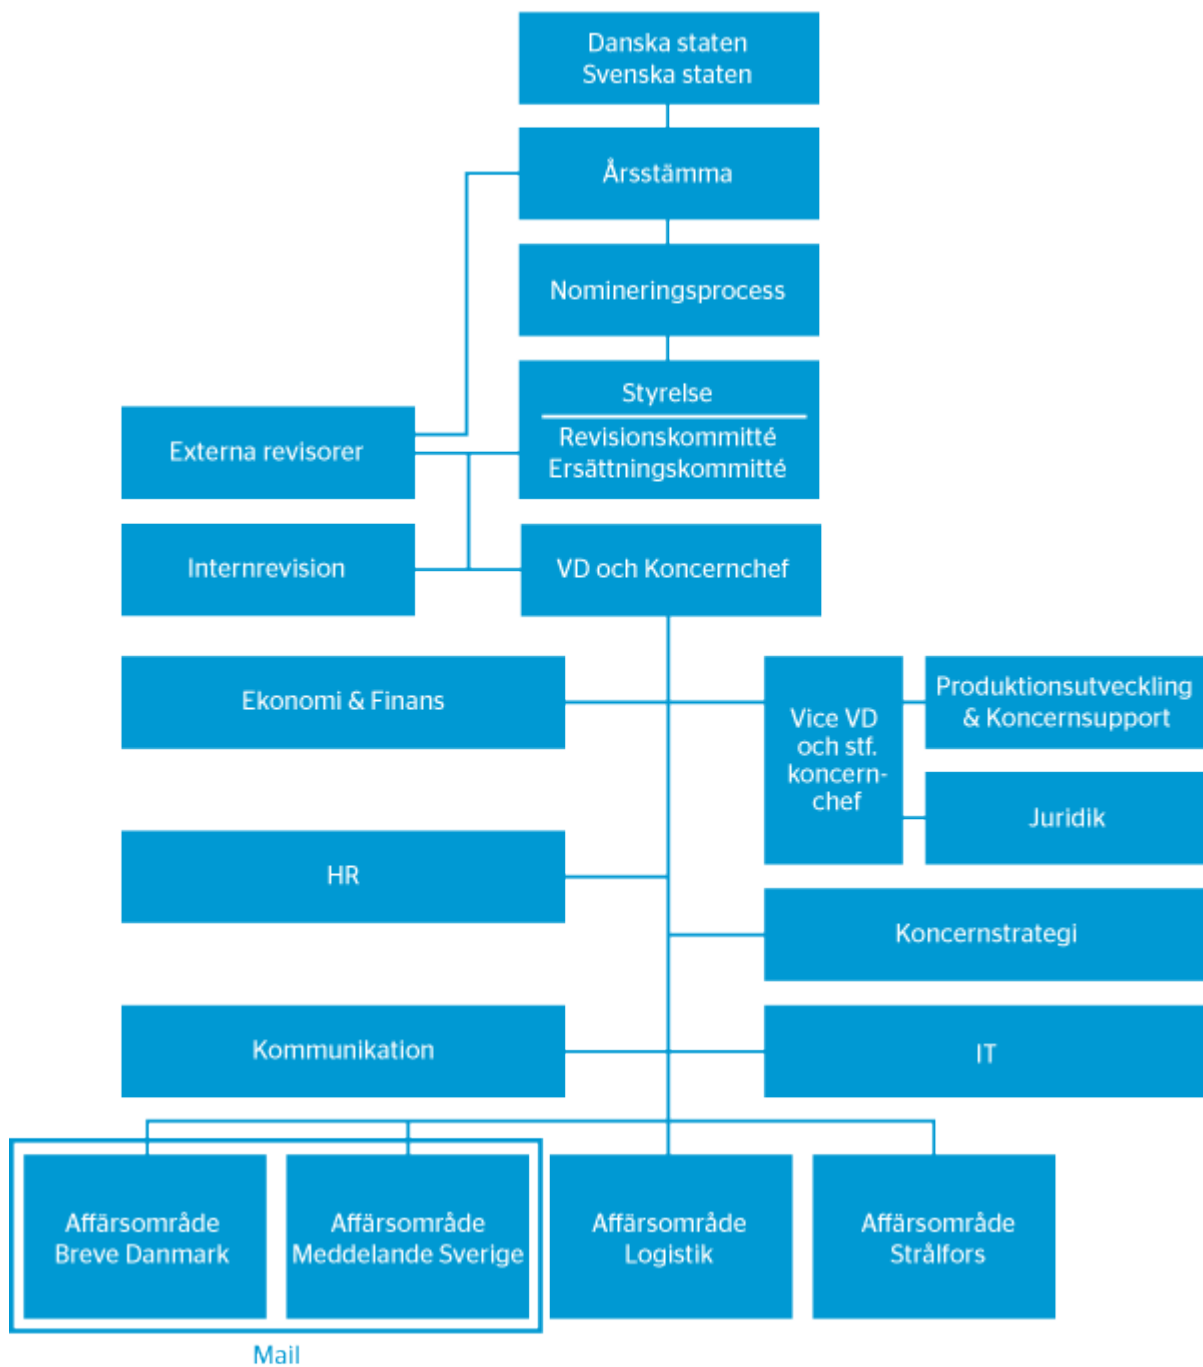 Danska staten
Svenska staten
Årsstämma
Nomineringsprocess
Styrelse
Revisionskommitté
Ersättningskommitté
Externa revisorer
Internrevision
VD och Koncernchef
Ekonomi & Finans
Vice VD
och stf.
koncern-
chef
Produktionsutveckling
& Koncernsupport
Juridik
HR
Koncernstrategi
Kommunikation
IT
Affärsområde
Breve Danmark
Affärsområde
Meddelande Sverige
Affärsområde
Logistik
Affärsområde
Strålfors
Mail